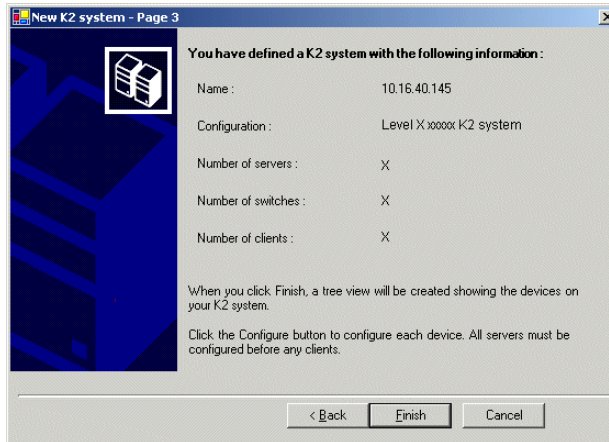 New K2 system - Page 3
You have defined a K2 system with the following information :
Name : 10.16.40.145
Configuration : Level X xxxxx K2 system
Number of servers : X
Number of switches : X
Number of clients : X
When you click Finish, a tree view will be created showing the devices on
your K2 system.
Click the Configure button to configure each device. All servers must be
configured before any clients.
< Back Finish Cancel